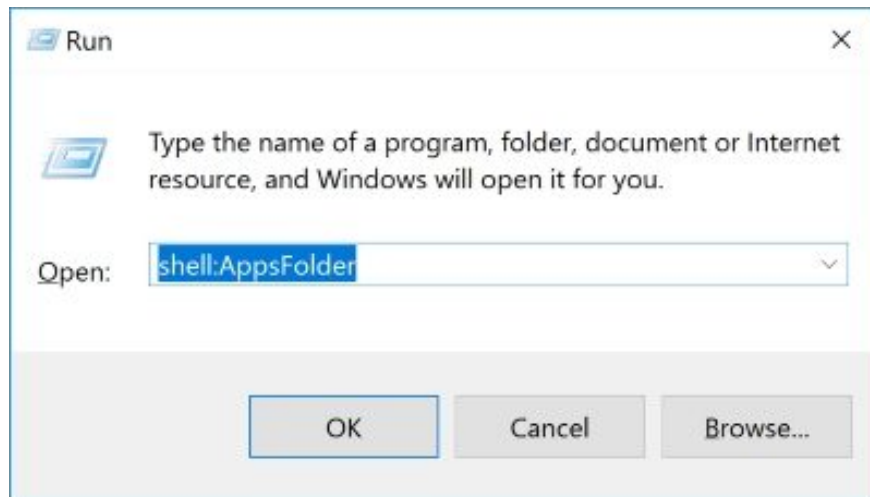 Run
Type the name of a program, folder, document or Internet
resource, and Windows will open it for you.
Open: shell:AppsFolder
OK Cancel Browse...